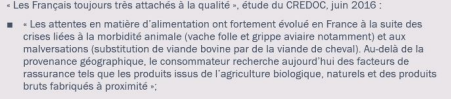 « Les Français toujours très attachés à la qualité », étude du CREDOC, juin 2016 :
■ « Les attentes en matière d'alimentation ont fortement évolué en France à la suite des
crises liées à la morbidité animale (vache folle et grippe aviaire notamment) et aux
malversations (substitution de viande bovine par de la viande de cheval). Au-delà de la
provenance géographique, le consommateur recherche aujourd'hui des facteurs de
rassurance tels que les produits issus de l'agriculture biologique, naturels et des produits
bruts fabriqués à proximité »;